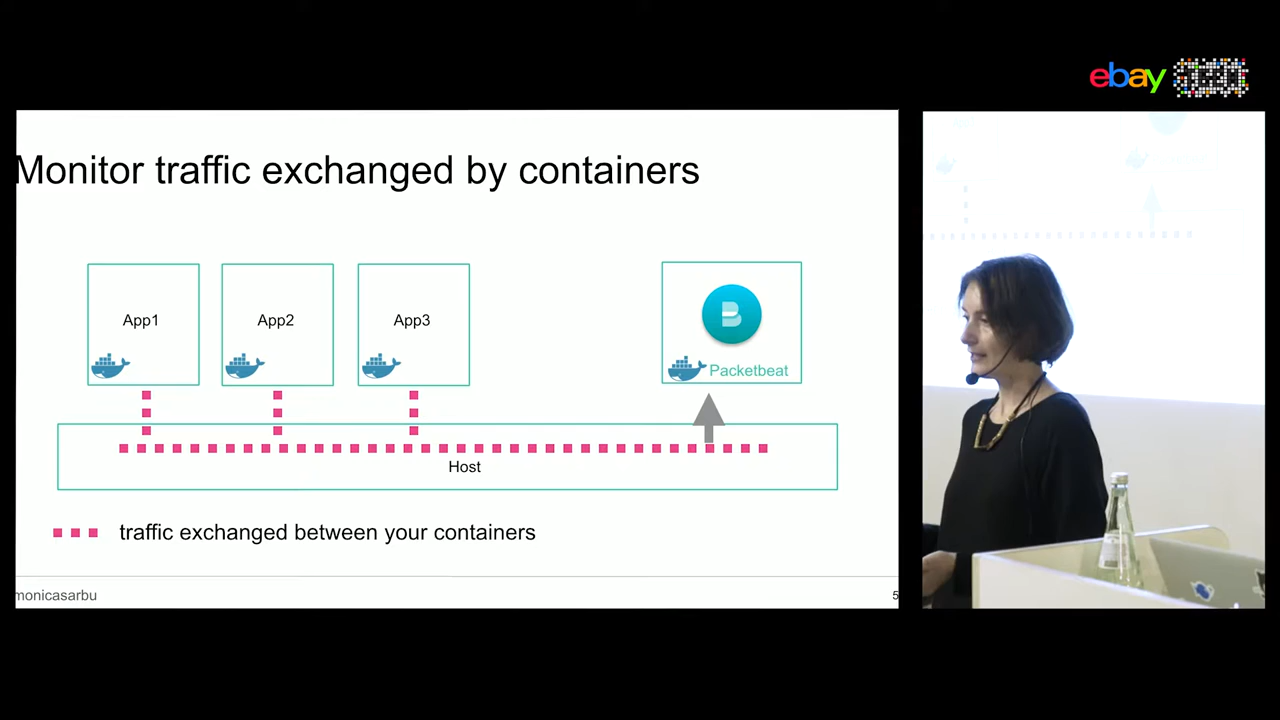 ebay
Monitor traffic exchanged by containers
App1
App2
App3
Packetbeat
Host
traffic exchanged between your containers
monicasarbu
5